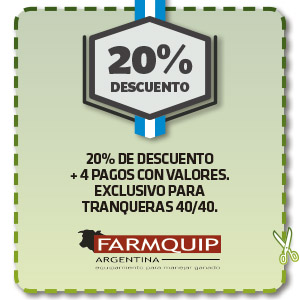 20%
DESCUENTO
20% DE DESCUENTO
+ 4 PAGOS CON VALORES.
EXCLUSIVO PARA
TRANQUERAS 40/40.
FARMQUIP
ARGENTINA
equipamiento para manejar ganado